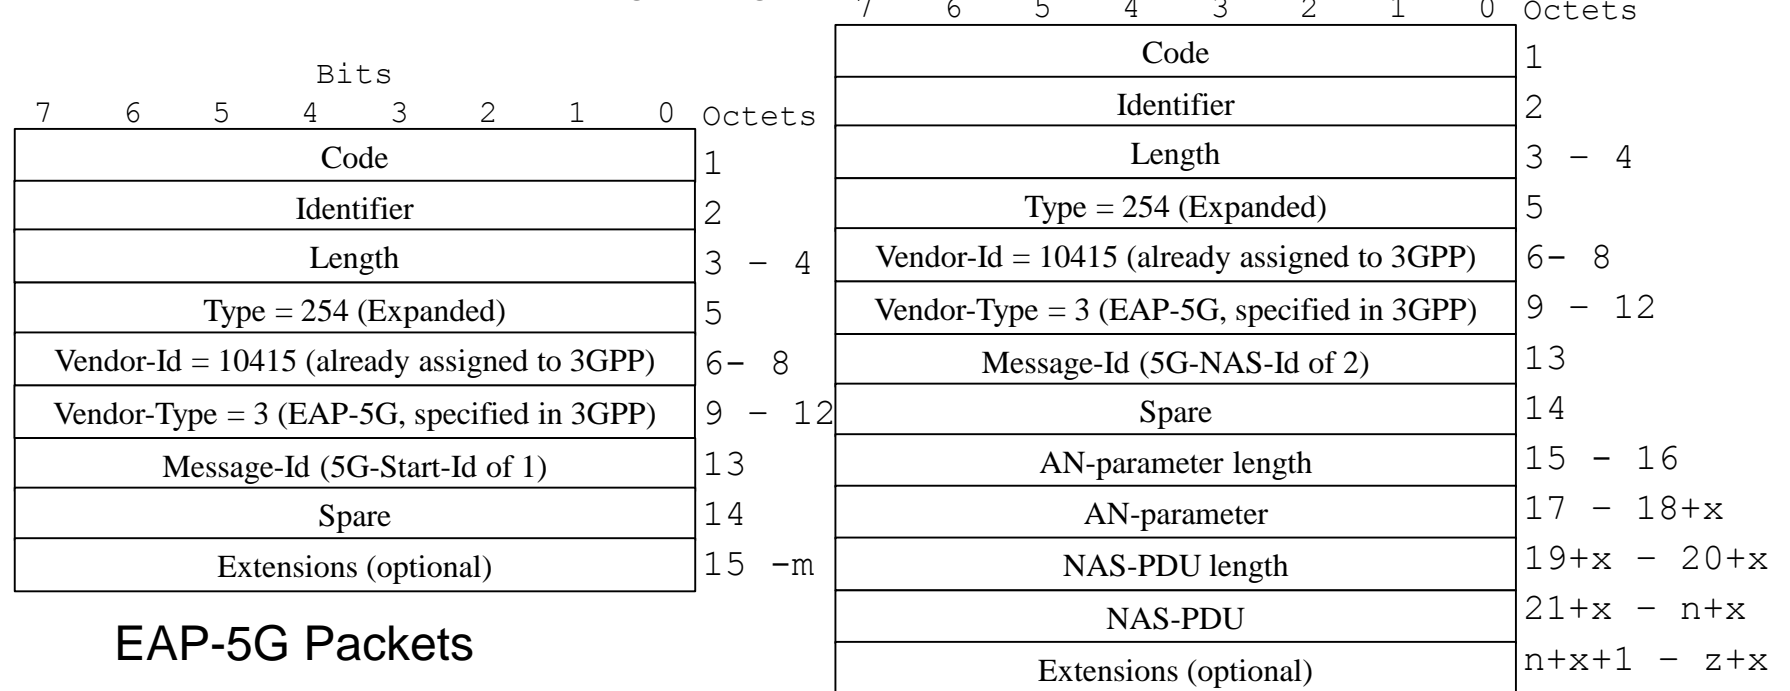 Bits
7 6 5 4 3 2 1 0 Octets
Code 1
Identifier 2
Length 3 – 4
Type = 254 (Expanded) 5
Vendor-Id = 10415 (already assigned to 3GPP) 6– 8
Vendor-Type = 3 (EAP-5G, specified in 3GPP) 9 – 12
Message-Id (5G-Start-Id of 1) 13
Spare 14
Extensions (optional) 15 -m
EAP-5G Packets
7 6 5 4 3 2 1 0 Octets
Code 1
Identifier 2
Length 3 – 4
Type = 254 (Expanded) 5
Vendor-Id = 10415 (already assigned to 3GPP) 6– 8
Vendor-Type = 3 (EAP-5G, specified in 3GPP) 9 – 12
Message-Id (5G-NAS-Id of 2) 13
Spare 14
AN-parameter length 15 - 16
AN-parameter 17 – 18+x
NAS-PDU length 19+x – 20+x
NAS-PDU 21+x – n+x
Extensions (optional) n+x+1 – z+x